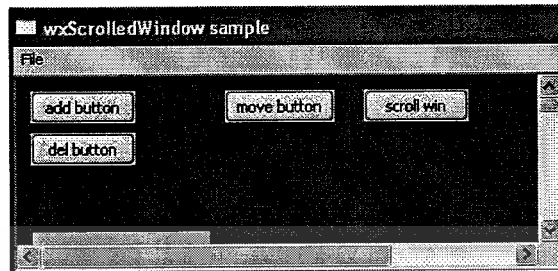 wxScrolledWindow sample
File
add button move button scroll win
del button